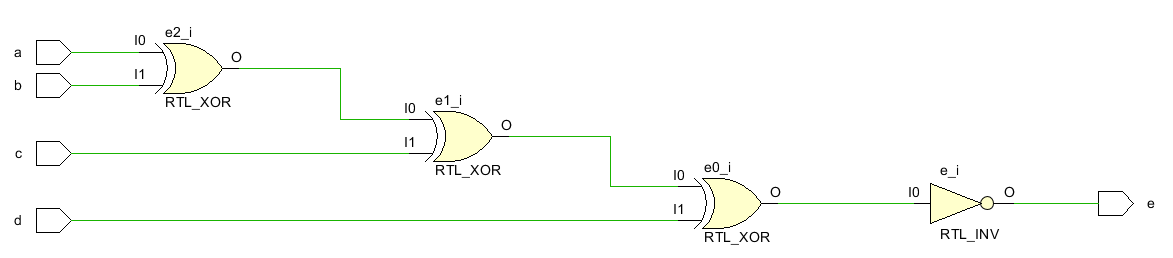 e2_i
a I0 O
b I1
RTL_XOR
e1_i
I0 O
c I1
RTL_XOR
e0_i
I0 O
d I1
RTL_XOR
e_i
I0 O e
RTL_INV